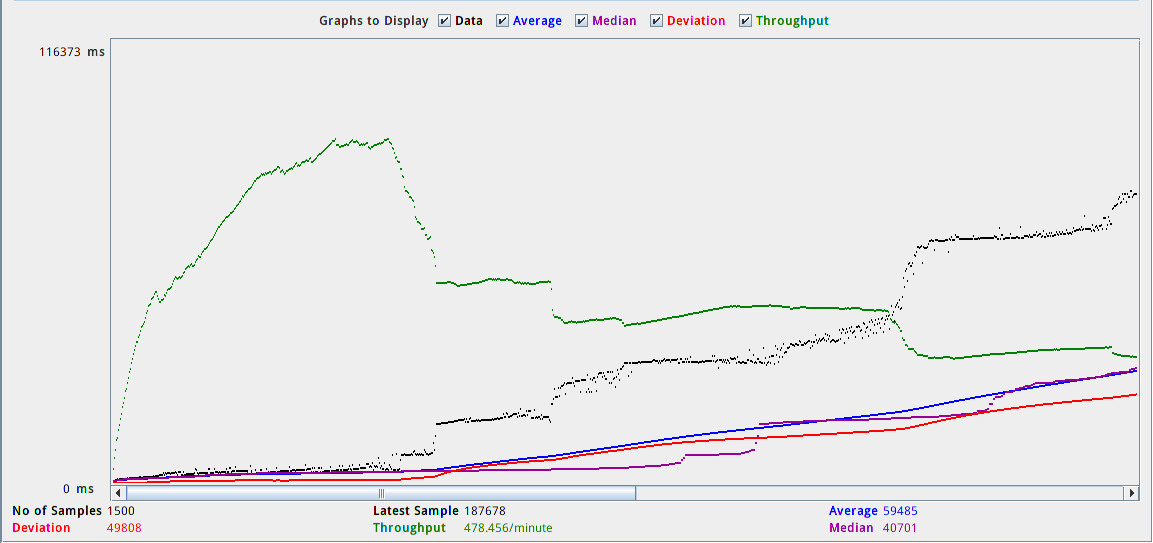 Graphs to Display Data Average Median Deviation Throughput
116373 ms
0 ms
No of Samples 1500 Latest Sample 187678 Average 59485
Deviation 49808 Throughput 478.456/minute Median 40701